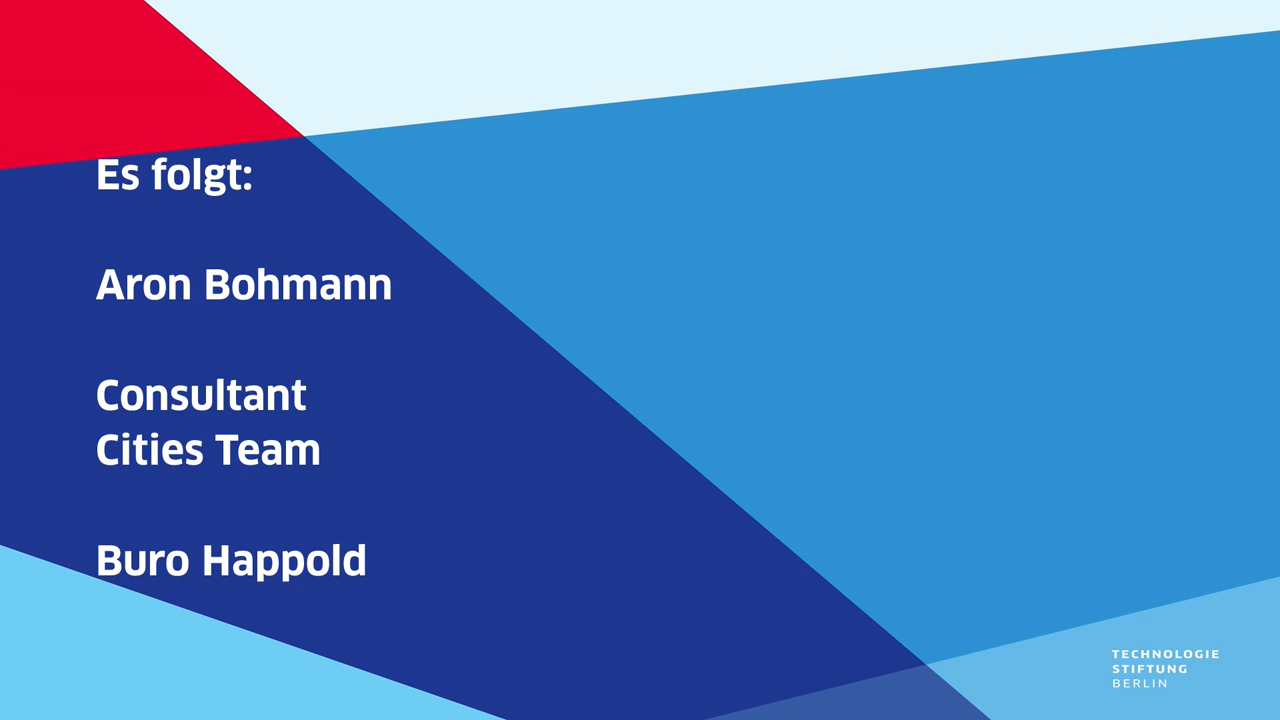 Es folgt:
Aron Bohmann
Consultant
Cities Team
Buro Happold
TECHNOLOGIE
STIFTUNG
BERLIN